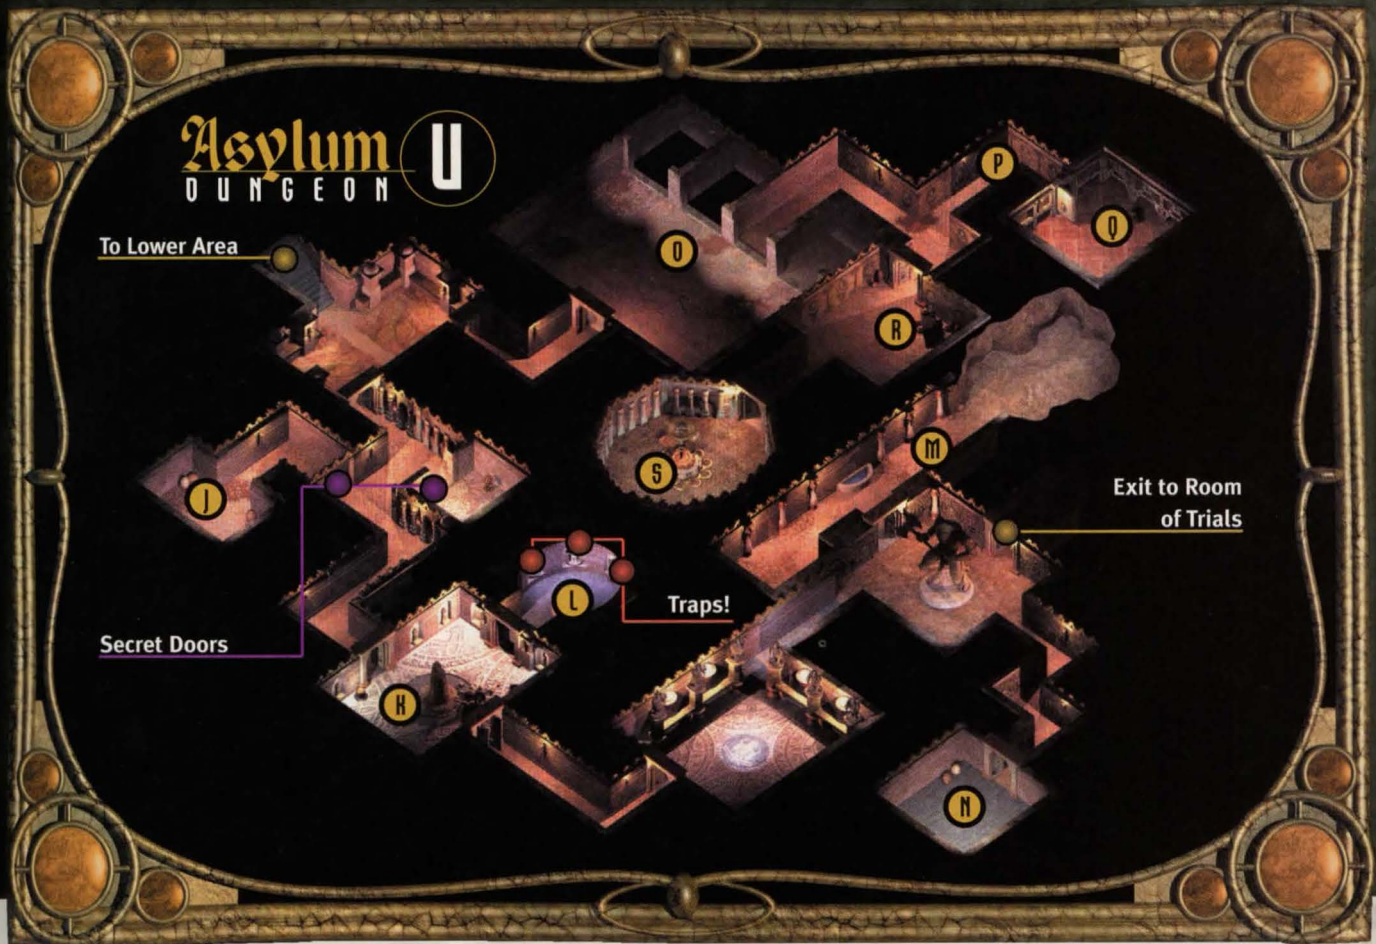 Asylum
DUNGEON
U
To Lower Area
P
Q
O
R
S
M
J
Exit to Room
of Trials
L
Traps!
Secret Doors
K
N